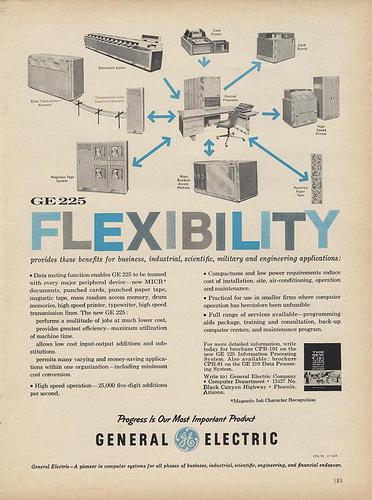 Card Reader
Card Punch
Document Sorter
Data Transmission
Transmission Line
Central Processor
High Speed Printer
Magnetic Tape System
Mass Random Access Memory
Punched Paper Tape
GE 225
FLEXIBILITY
provides these benefits for business, industrial, scientific, military and engineering applications:
• Data mating function enables GE 225 to be teamed
with every major peripheral device—new MICR*
documents, punched cards, punched paper tape,
magnetic tape, mass random access memory, drum
memories, high speed printer, typewriter, high speed
transmission lines. The new GE 225:
performs a multitude of jobs at much lower cost,
provides greatest efficiency—maximum utilization
of machine time.
allows low cost input-output additions and sub-
stitutions.
permits many varying and money-saving applica-
tions within one organization—including minimum
cost conversion.
• High speed operation—25,000 five-digit additions
per second.
• Compactness and low power requirements reduce
cost of installation, site, air-conditioning, operation
and maintenance.
• Practical for use in smaller firms where computer
operation has heretofore been unfeasible.
• Full range of services available—programming
aids package, training and consultation, back-up
computer centers, and maintenance program.
For more detailed information, write
today for brochure CPB-101 on the
new GE 225 Information Processing
System. Also available: brochure
CPB-81 on the GE 210 Data Proces-
sing System.
Write to: General Electric Company
• Computer Department • 13437 No.
Black Canyon Highway • Phoenix,
Arizona.
*Magnetic Ink Character Recognition
Progress Is Our Most Important Product
GENERAL GE ELECTRIC
General Electric—A pioneer in computer systems for all phases of business, industrial, scientific, engineering, and financial endeavor.
183